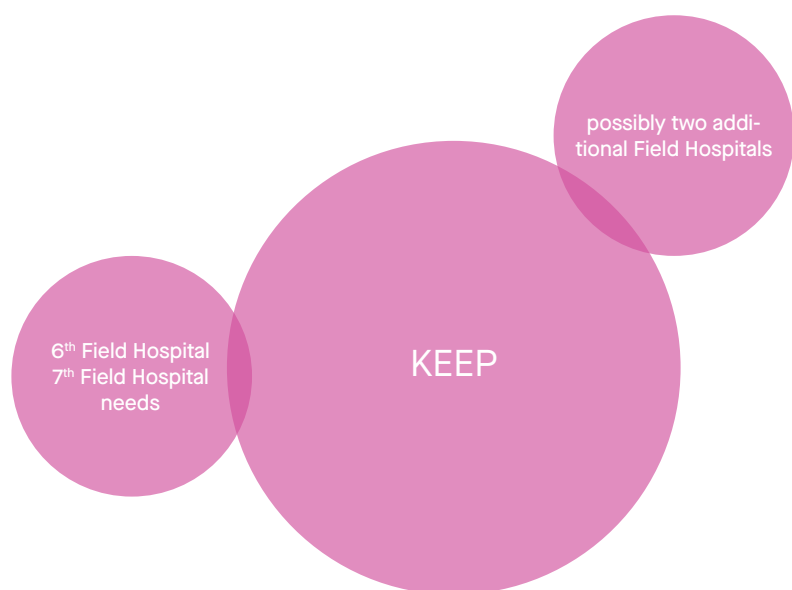 possibly two addi-
tional Field Hospitals
6th Field Hospital
7th Field Hospital
needs
KEEP